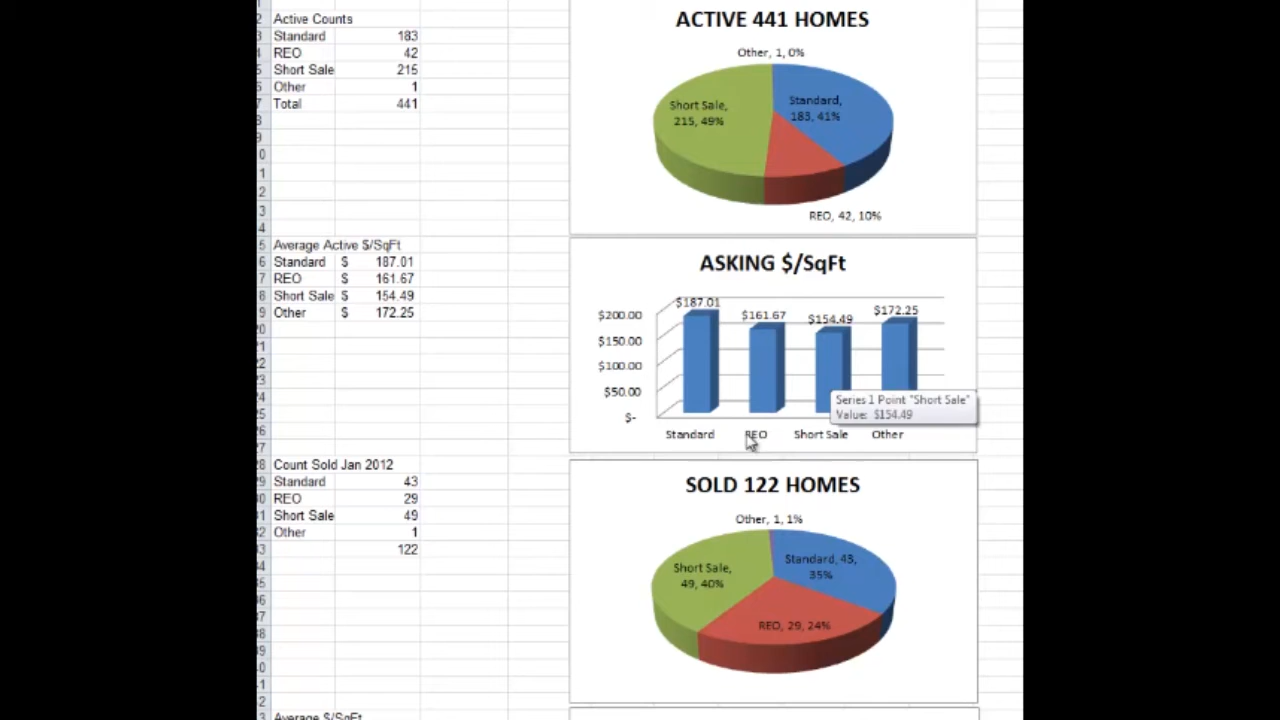 Active Counts
Standard 183
REO 42
Short Sale 215
Other 1
Total 441
ACTIVE 441 HOMES
Other, 1, 0%
Short Sale,
215, 49%
Standard,
183, 41%
REO, 42, 10%
Average Active $/SqFt
Standard $ 187.01
REO $ 161.67
Short Sale $ 154.49
Other $ 172.25
ASKING $/SqFt
$187.01
$161.67
$154.49
$172.25
$200.00
$150.00
$100.00
$50.00
$-
Series 1 Point "Short Sale"
Value: $154.49
Standard REO Short Sale Other
Count Sold Jan 2012
Standard 43
REO 29
Short Sale 49
Other 1
122
SOLD 122 HOMES
Other, 1, 1%
Short Sale,
49, 40%
Standard, 43,
35%
REO, 29, 24%
Average $/SqFt